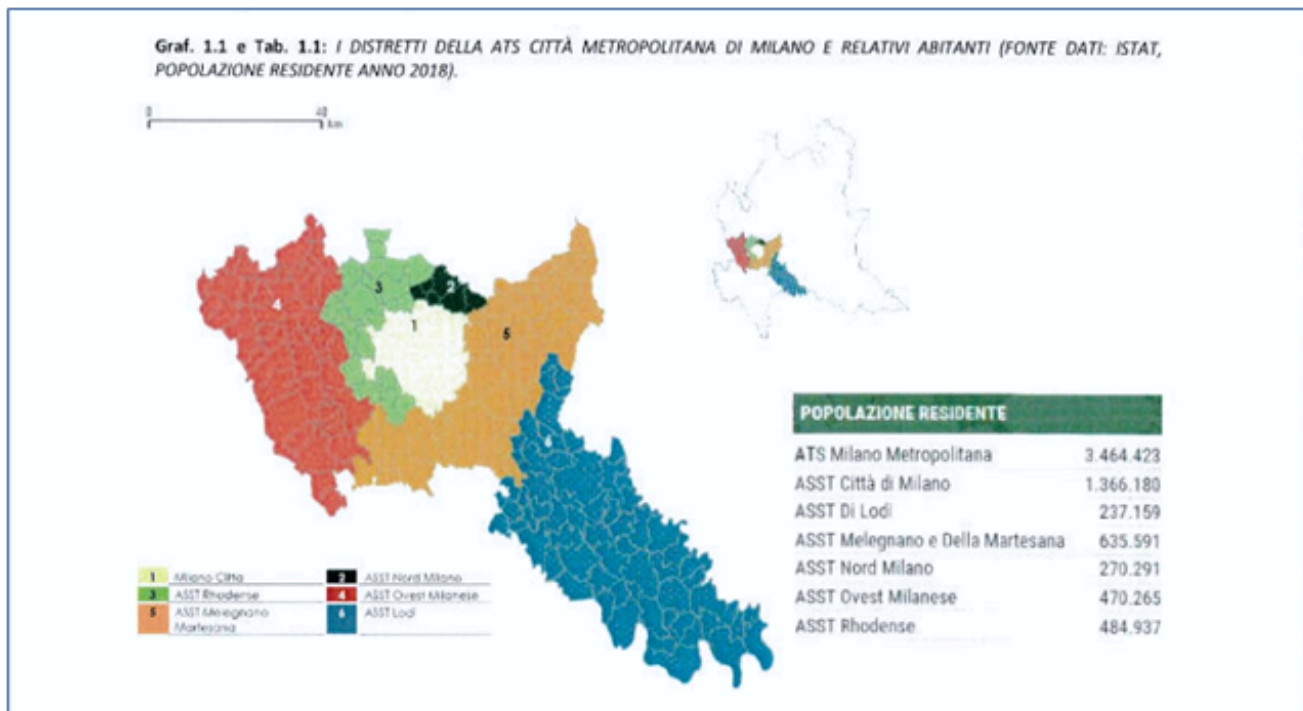 Graf. 1.1 e Tab. 1.1: I DISTRETTI DELLA ATS CITTÀ METROPOLITANA DI MILANO E RELATIVI ABITANTI (FONTE DATI: ISTAT,
POPOLAZIONE RESIDENTE ANNO 2018).
0 40
km
3
2
4
1
5
6
POPOLAZIONE RESIDENTE
ATS Milano Metropolitana 3.464.423
ASST Città di Milano 1.366.180
ASST Di Lodi 237.159
ASST Melegnano e Della Martesana 635.591
ASST Nord Milano 270.291
ASST Ovest Milanese 470.265
ASST Rhodense 484.937
1 Milano Citta 2 ASST Nord Milano
3 ASST Rhodense 4 ASST Ovest Milanese
5 ASST Melegnano 6 ASST Lodi
Martesana